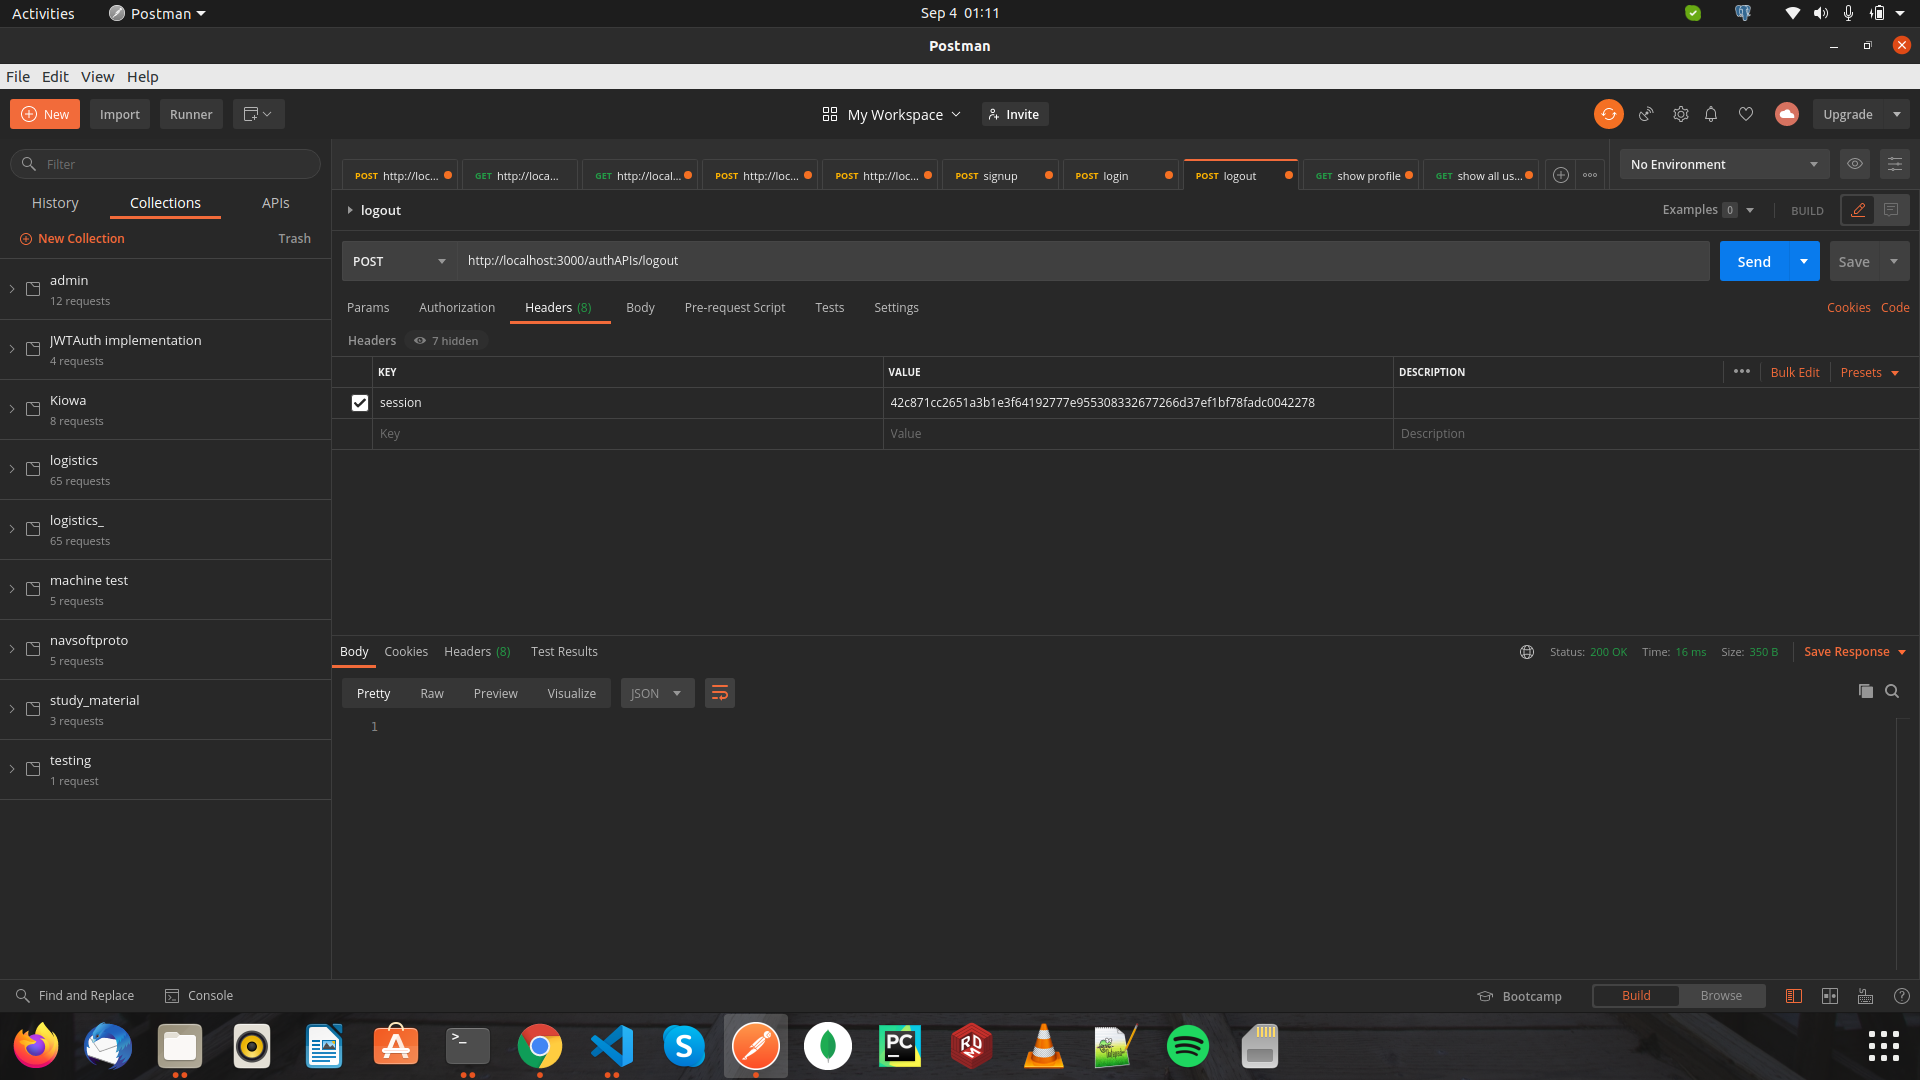 Activities Postman Sep 4 01:11
Postman
File Edit View Help
New Import Runner My Workspace Invite Upgrade
Filter
POST http://loc... GET http://loca... GET http://local... POST http://loc... POST http://loc... POST signup POST login POST logout GET show profile GET show all us... No Environment
History Collections APIs
logout Examples 0 BUILD
New Collection Trash
POST http://localhost:3000/authAPIs/logout Send Save
admin
12 requests
Params Authorization Headers (8) Body Pre-request Script Tests Settings Cookies Code
JWTAuth implementation
4 requests
Headers 7 hidden
KEY VALUE DESCRIPTION Bulk Edit Presets
session 42c871cc2651a3b1e3f64192777e955308332677266d37ef1bf78fadc0042278
Key Value Description
Kiowa
8 requests
logistics
65 requests
logistics_
65 requests
machine test
5 requests
navsoftproto
5 requests
study_material
3 requests
testing
1 request
Body Cookies Headers (8) Test Results Status: 200 OK Time: 16 ms Size: 350 B Save Response
Pretty Raw Preview Visualize JSON
1
Find and Replace Console Bootcamp Build Browse
>_ S PC RDM